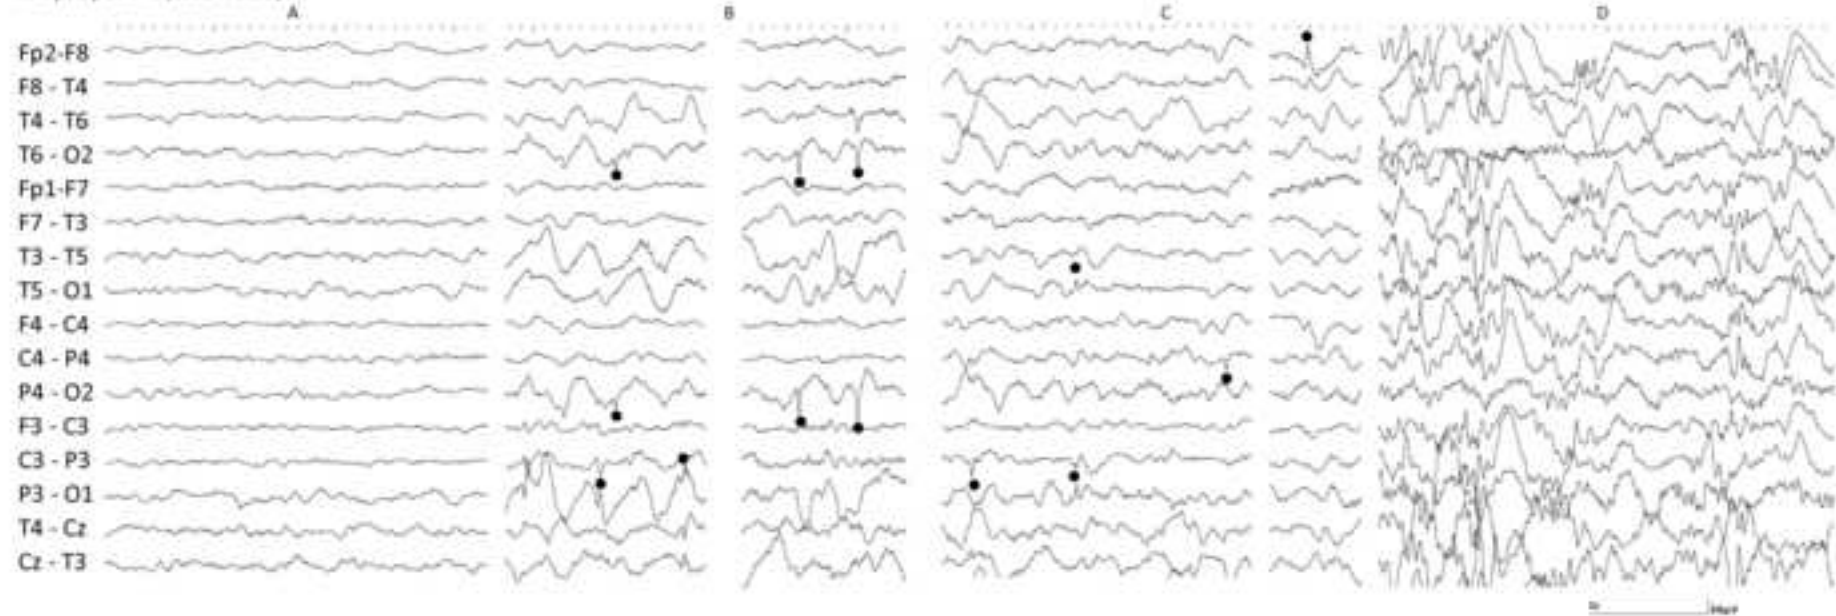 A B C D
Fp2-F8
F8 - T4
T4 - T6
T6 - O2
Fp1-F7
F7 - T3
T3 - T5
T5 - O1
F4 - C4
C4 - P4
P4 - O2
F3 - C3
C3 - P3
P3 - O1
T4 - Cz
Cz - T3